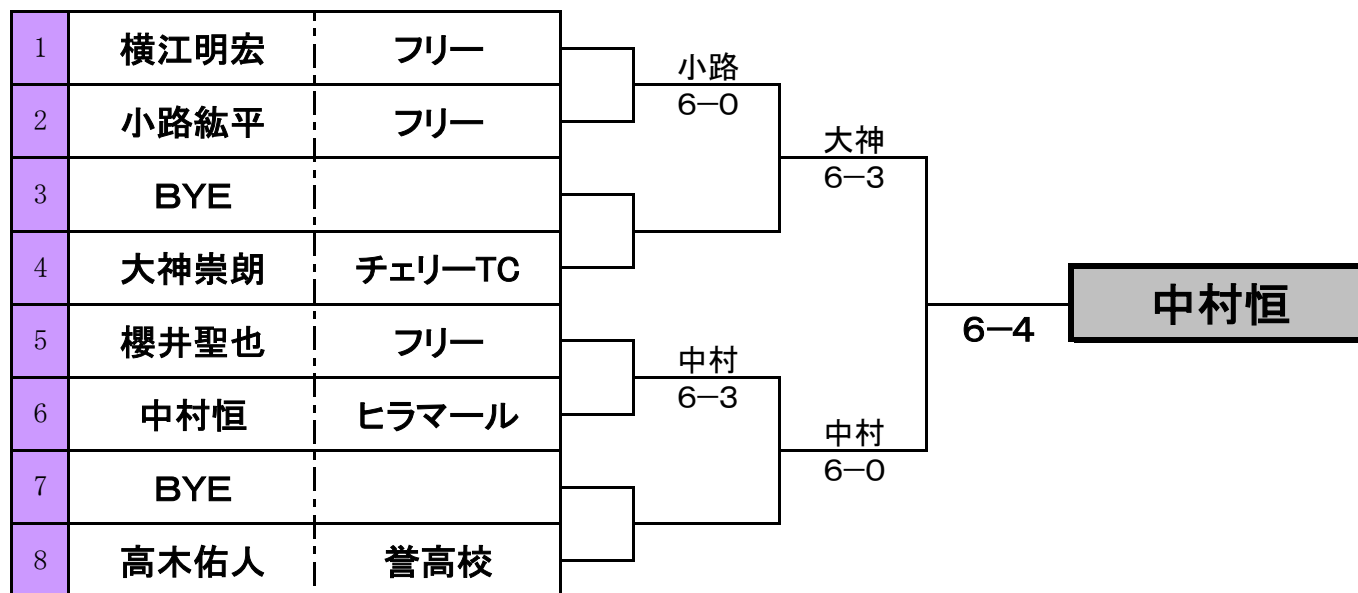 1 横江明宏 フリー
2 小路紘平 フリー
3 BYE
4 大神崇朗 チェリーTC
5 櫻井聖也 フリー
6 中村恒 ヒラマール
7 BYE
8 高木佑人 誉高校
小路
6-0
中村
6-3
大神
6-3
中村
6-0
6-4
中村恒